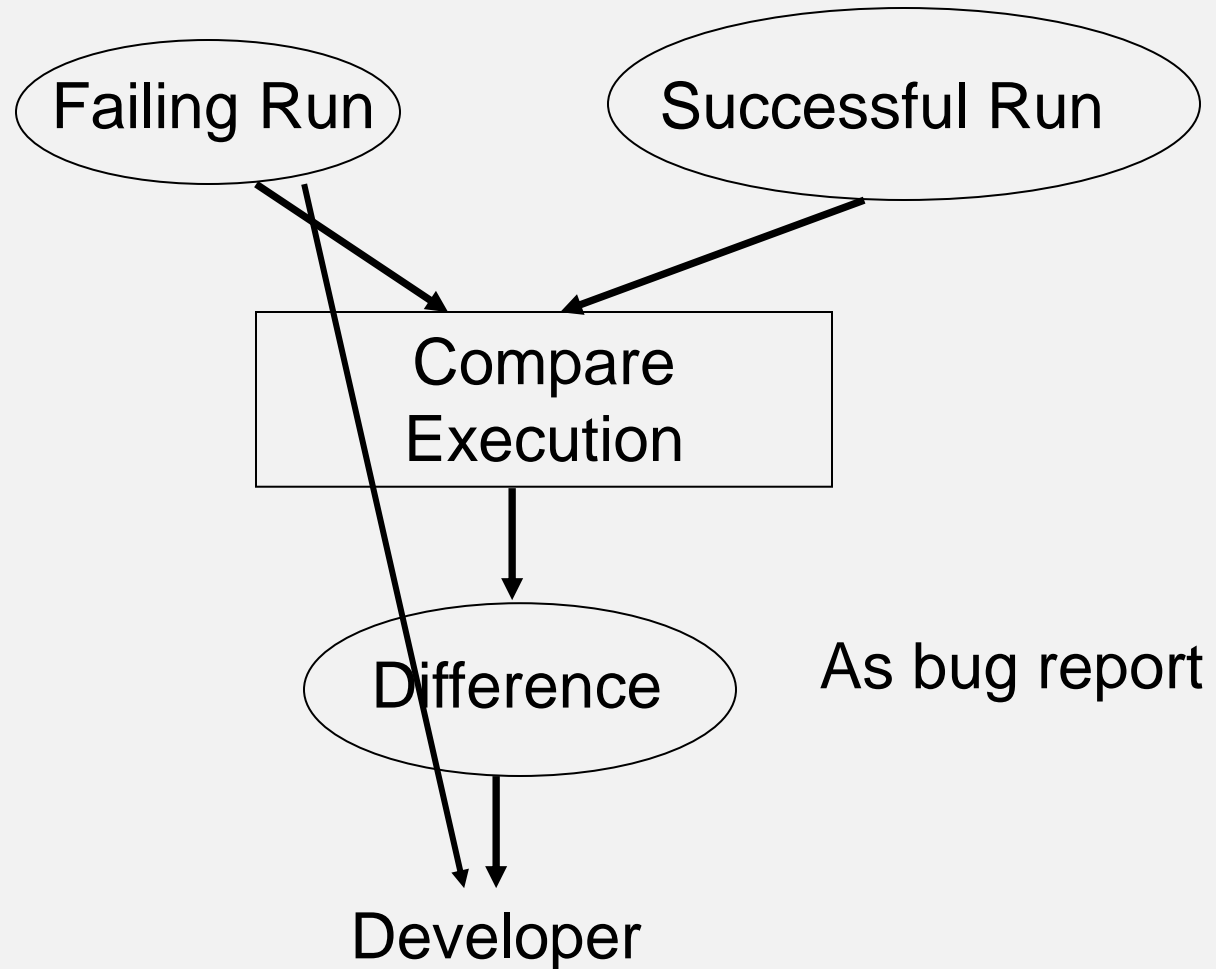 Failing Run
Successful Run
Compare
Execution
Difference
As bug report
Developer